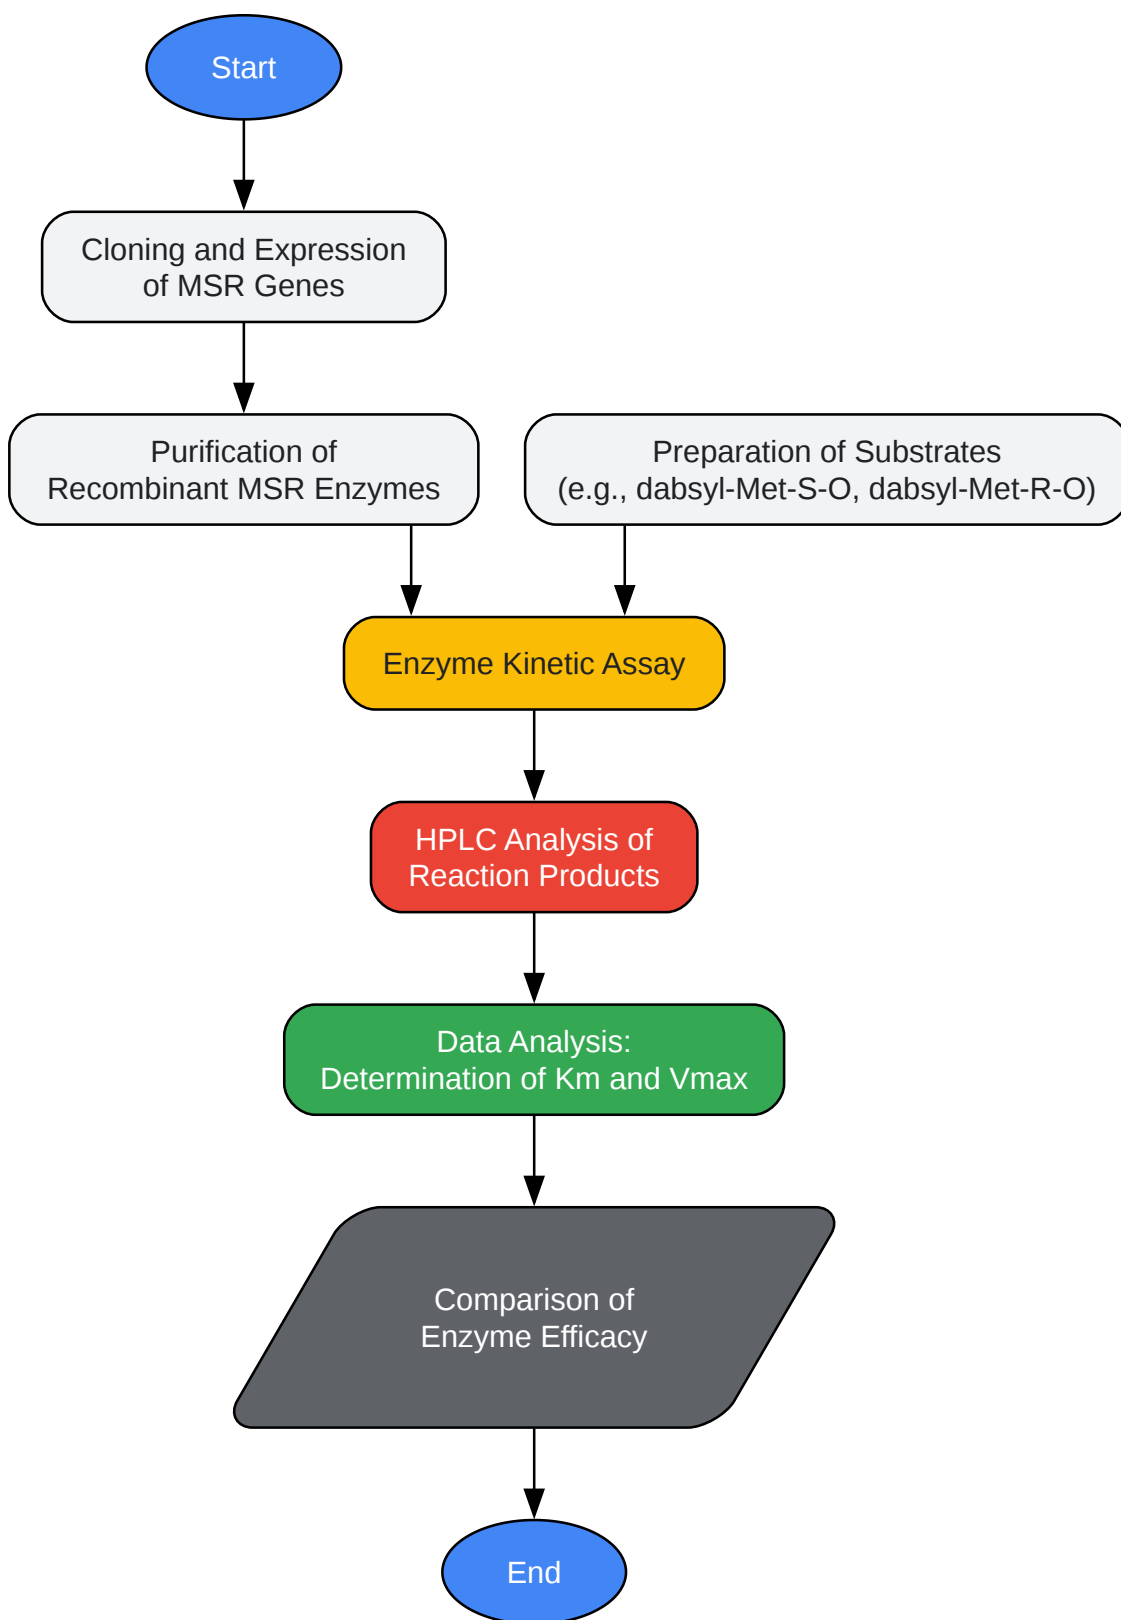 Start
Cloning and Expression
of MSR Genes
Purification of
Recombinant MSR Enzymes
Preparation of Substrates
(e.g., dabsyl-Met-S-O, dabsyl-Met-R-O)
Enzyme Kinetic Assay
HPLC Analysis of
Reaction Products
Data Analysis:
Determination of Km and Vmax
Comparison of
Enzyme Efficacy
End